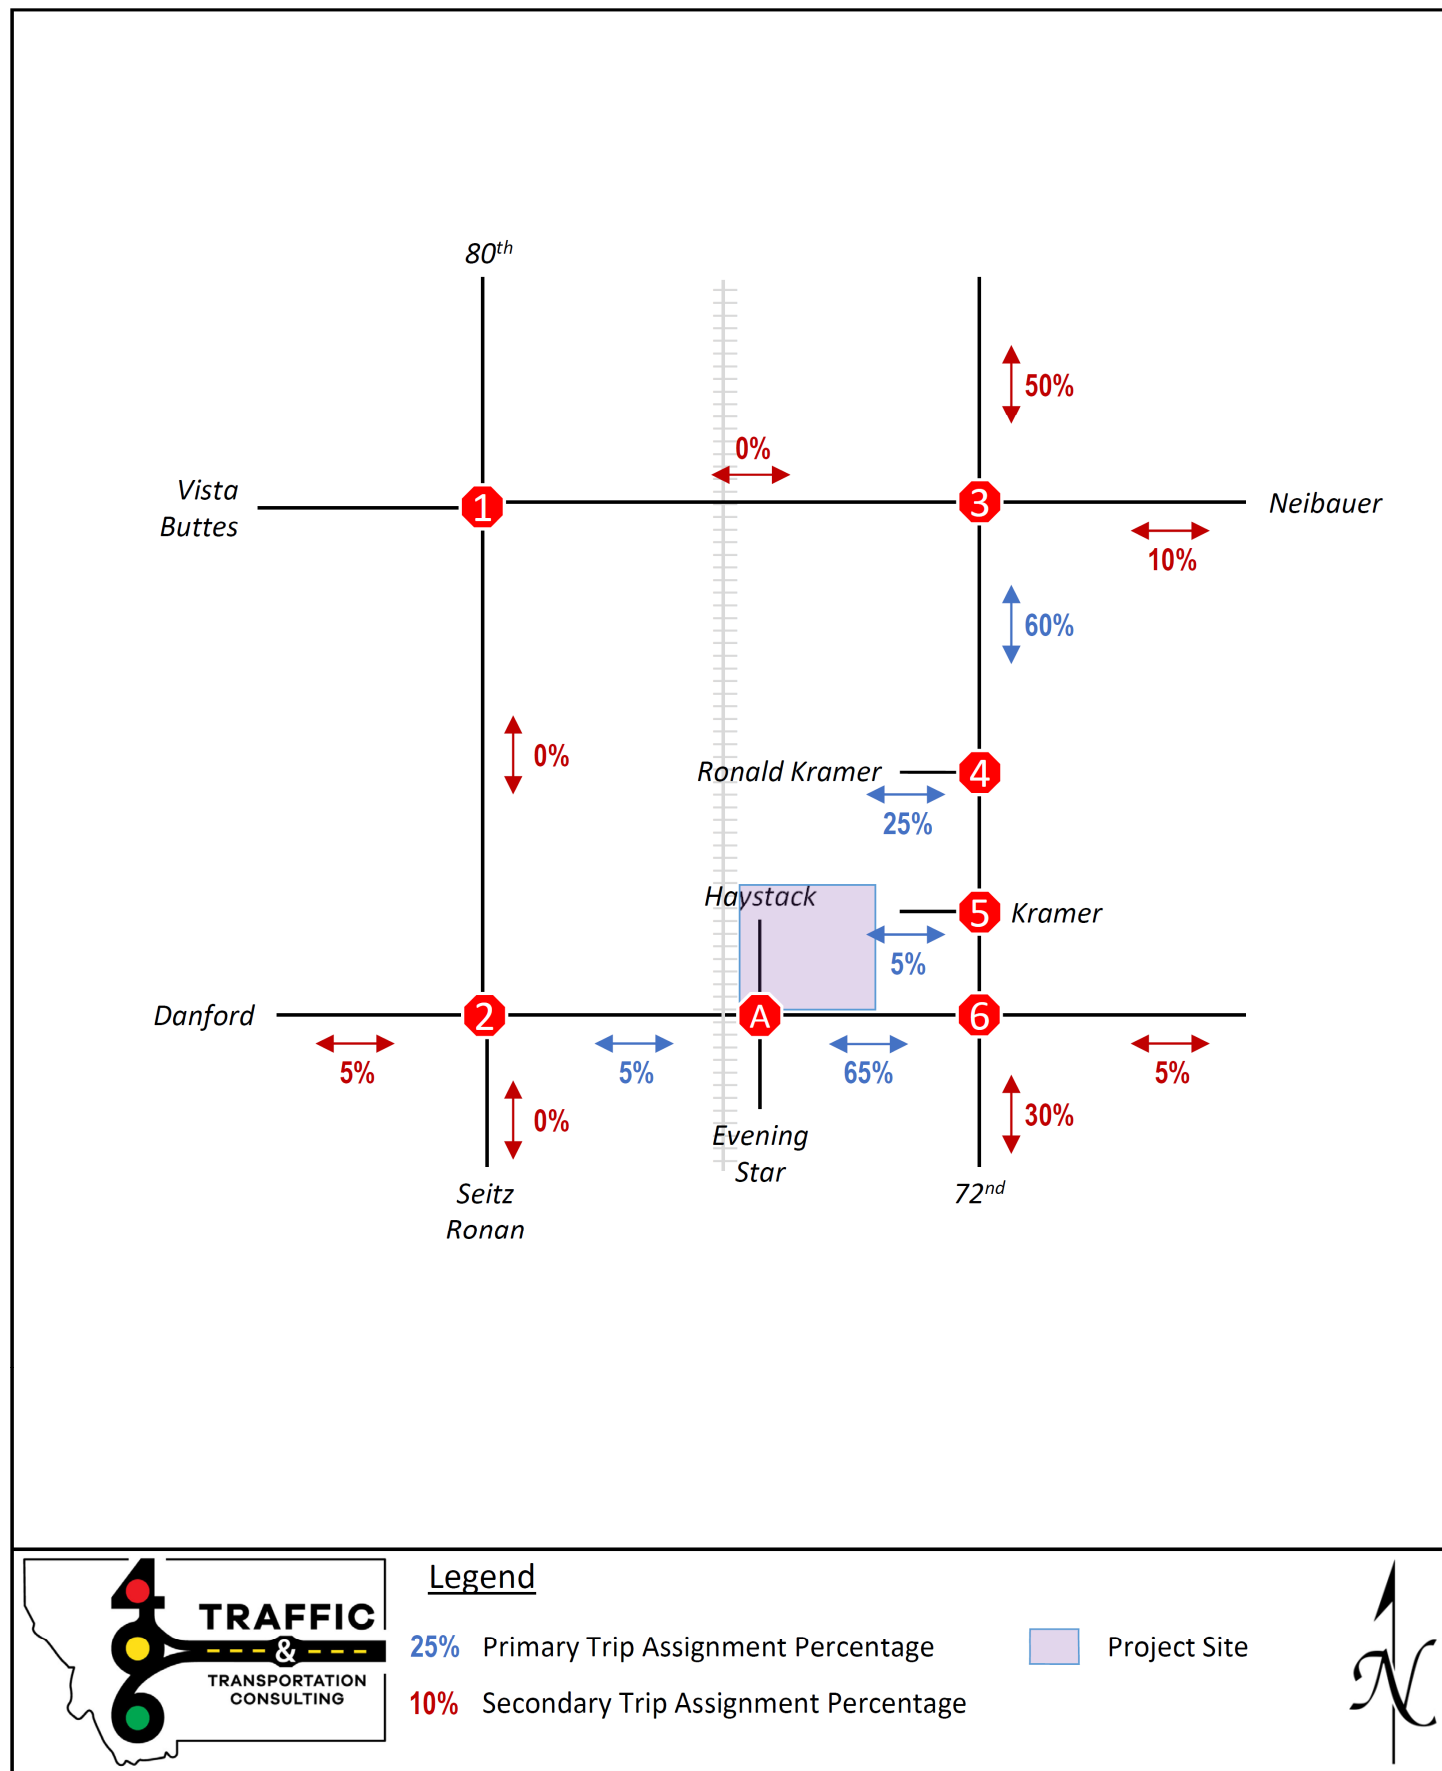 80th
50%
0%
Vista
Buttes
1
3
Neibauer
10%
60%
0%
Ronald Kramer
4
25%
Haystack
5
Kramer
5%
Danford
2
A
6
5%
5%
65%
5%
0%
30%
Evening
Star
Seitz
Ronan
72nd
Legend
25% Primary Trip Assignment Percentage
Project Site
10% Secondary Trip Assignment Percentage
406
TRAFFIC
&
TRANSPORTATION
CONSULTING
N